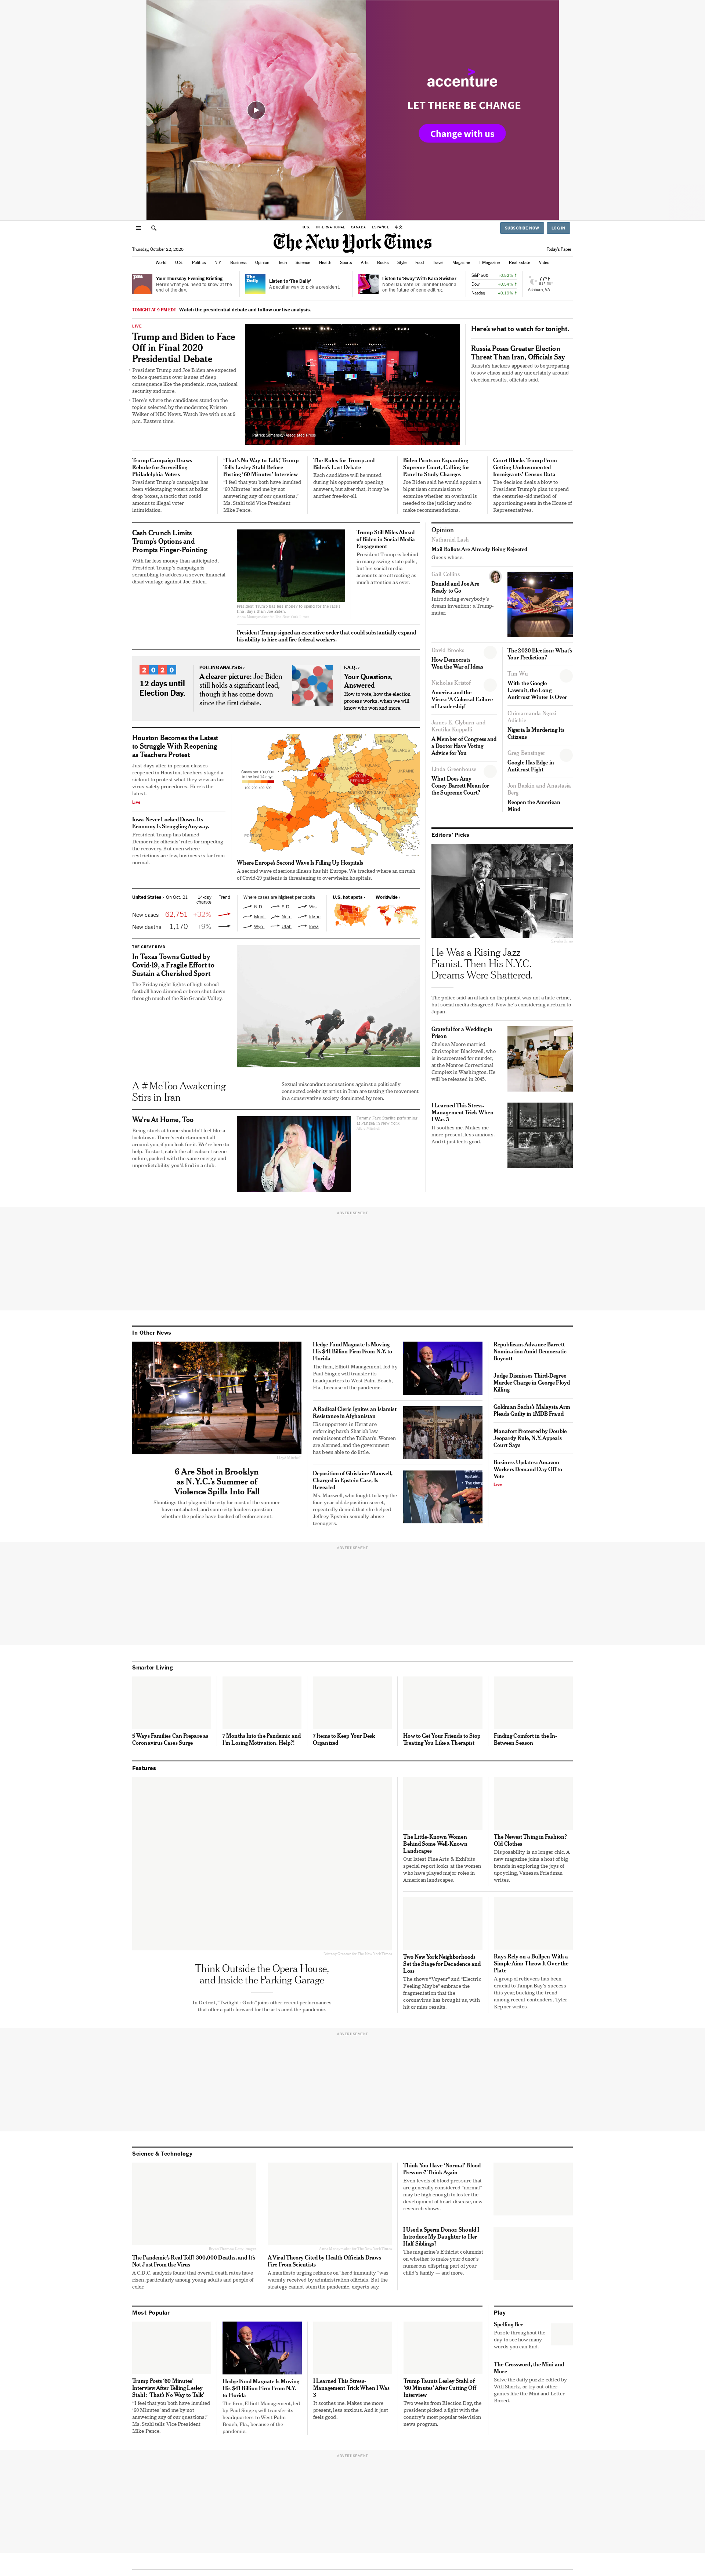 accenture
LET THERE BE CHANGE
Change with us
U.S. INTERNATIONAL CANADA ESPAÑOL 中文
SUBSCRIBE NOW LOG IN
The New York Times
Thursday, October 22, 2020
Today's Paper
World U.S. Politics N.Y. Business Opinion Tech Science Health Sports Arts Books Style Food Travel Magazine T Magazine Real Estate Video
Your Thursday Evening Briefing
Here's what you need to know at the
end of the day.
The Daily
Listen to 'The Daily'
A peculiar way to pick a president.
Listen to 'Sway' With Kara Swisher
Nobel laureate Dr. Jennifer Doudna
on the future of gene editing.
S&P 500 +0.52% ↑
Dow +0.54% ↑
Nasdaq +0.19% ↑
77°F
Ashburn, VA
TONIGHT AT 9 PM EDT Watch the presidential debate and follow our live analysis.
LIVE
Trump and Biden to Face
Off in Final 2020
Presidential Debate
President Trump and Joe Biden are expected
to face questions over issues of deep
consequence like the pandemic, race, national
security and more.
Here's where the candidates stand on the
topics selected by the moderator, Kristen
Welker of NBC News. Watch live with us at 9
p.m. Eastern time.
Patrick Semansky/Associated Press
Here's what to watch for tonight.
Russia Poses Greater Election
Threat Than Iran, Officials Say
Russia's hackers appeared to be preparing
to sow chaos amid any uncertainty around
election results, officials said.
Trump Campaign Draws
Rebuke for Surveilling
Philadelphia Voters
President Trump's campaign has
been videotaping voters at ballot
drop boxes, a tactic that could
amount to illegal voter
intimidation.
'That's No Way to Talk,' Trump
Tells Lesley Stahl Before
Posting '60 Minutes' Interview
"I feel that you both have insulted
'60 Minutes' and me by not
answering any of our questions,"
Ms. Stahl told Vice President
Mike Pence.
The Rules for Trump and
Biden's Last Debate
Each candidate will be muted
during his opponent's opening
answers, but after that, it may be
another free-for-all.
Biden Punts on Expanding
Supreme Court, Calling for
Panel to Study Changes
Joe Biden said he would appoint a
bipartisan commission to
examine whether an overhaul is
needed to the judiciary and to
make recommendations.
Court Blocks Trump From
Getting Undocumented
Immigrants' Census Data
The decision deals a blow to
President Trump's plan to upend
the centuries-old method of
apportioning seats in the House of
Representatives.
Cash Crunch Limits
Trump's Options and
Prompts Finger-Pointing
With far less money than anticipated,
President Trump's campaign is
scrambling to address a severe financial
disadvantage against Joe Biden.
President Trump has less money to spend for the race's
final days than Joe Biden.
Trump Still Miles Ahead
of Biden in Social Media
Engagement
President Trump is behind
in many swing-state polls,
but his social media
accounts are attracting as
much attention as ever.
President Trump signed an executive order that could substantially expand
his ability to hire and fire federal workers.
2020
12 days until
Election Day.
POLLING ANALYSIS ›
A clearer picture: Joe Biden
still holds a significant lead,
though it has come down
since the first debate.
F.A.Q. ›
Your Questions,
Answered
How to vote, how the election
process works, when we will
know who won and more.
Houston Becomes the Latest
to Struggle With Reopening
as Teachers Protest
Just days after in-person classes
reopened in Houston, teachers staged a
sickout to protest what they view as lax
virus safety procedures. Here's the
latest.
Live
Iowa Never Locked Down. Its
Economy Is Struggling Anyway.
President Trump has blamed
Democratic officials' rules for impeding
the recovery. But even where
restrictions are few, business is far from
normal.
Cases per 100,000
in the last 14 days
Where Europe's Second Wave Is Filling Up Hospitals
A second wave of serious illness has hit Europe. We tracked where an outbreak
of Covid-19 patients is threatening to overwhelm hospitals.
United States › On Oct. 21 14-day change Trend
New cases 62,751 +32%
New deaths 1,170 +9%
Where cases are highest per capita
N.D. S.D. Wis.
Mont. Neb. Idaho
Wyo. Utah Iowa
U.S. hot spots › Worldwide ›
THE GREAT READ
In Texas Towns Gutted by
Covid-19, a Fragile Effort to
Sustain a Cherished Sport
The Friday night lights of high school
football have dimmed or been shut down
through much of the Rio Grande Valley.
A #MeToo Awakening
Stirs in Iran
Sexual misconduct accusations against a politically
connected celebrity artist in Iran are testing the movement
in a conservative society dominated by men.
We're At Home, Too
Being stuck at home shouldn't feel like a
lockdown. There's entertainment all
around you, if you look for it. We're here to
help. To start, catch the alt-cabaret scene
online, packed with the same energy and
unpredictability you'd find in a club.
Opinion
Nathaniel Lash
Mail Ballots Are Already Being Rejected
Guess whose.
Gail Collins
Donald and Joe Are
Ready to Go
Introducing everybody's
dream invention: a Trump-
muter.
David Brooks
How Democrats
Won the War of Ideas
Nicholas Kristof
America and the
Virus: 'A Colossal Failure
of Leadership'
James E. Clyburn and
Krutika Kuppalli
A Member of Congress and
a Doctor Have Voting
Advice for You
Linda Greenhouse
What Does Amy
Coney Barrett Mean for
the Supreme Court?
The 2020 Election: What's
Your Prediction?
Tim Wu
With the Google
Lawsuit, the Long
Antitrust Winter Is Over
Chimamanda Ngozi
Adichie
Nigeria Is Murdering Its
Citizens
Greg Bensinger
Google Has Edge in
Antitrust Fight
Jon Baskin and Anastasia
Berg
Reopen the American
Mind
Editors' Picks
He Was a Rising Jazz
Pianist. Then His N.Y.C.
Dreams Were Shattered.
The police said an attack on the pianist was not a hate crime,
but social media disagreed. Now he's considering a return to
Japan.
Grateful for a Wedding in
Prison
Chelsea Moore married
Christopher Blackwell, who
is incarcerated for murder,
at the Monroe Correctional
Complex in Washington. He
will be released in 2045.
I Learned This Stress-
Management Trick When
I Was 3
It soothes me. Makes me
more present, less anxious.
And it just feels good.
ADVERTISEMENT
In Other News
6 Are Shot in Brooklyn
as N.Y.C.'s Summer of
Violence Spills Into Fall
Shootings that plagued the city for most of the summer
have not abated, and some city leaders question
whether the police have backed off enforcement.
Hedge Fund Magnate Is Moving
His $41 Billion Firm From N.Y. to
Florida
The firm, Elliott Management, led by
Paul Singer, will transfer its
headquarters to West Palm Beach,
Fla., because of the pandemic.
A Radical Cleric Ignites an Islamist
Resistance in Afghanistan
His supporters in Herat are
enforcing harsh Shariah law
reminiscent of the Taliban's. Women
are alarmed, and the government
has been able to do little.
Deposition of Ghislaine Maxwell,
Charged in Epstein Case, Is
Revealed
Ms. Maxwell, who fought to keep the
four-year-old deposition secret,
repeatedly denied that she helped
Jeffrey Epstein sexually abuse
teenagers.
Republicans Advance Barrett
Nomination Amid Democratic
Boycott
Judge Dismisses Third-Degree
Murder Charge in George Floyd
Killing
Goldman Sachs's Malaysia Arm
Pleads Guilty in 1MDB Fraud
Manafort Protected by Double
Jeopardy Rule, N.Y. Appeals
Court Says
Business Updates: Amazon
Workers Demand Day Off to
Vote
Live
ADVERTISEMENT
Smarter Living
5 Ways Families Can Prepare as
Coronavirus Cases Surge
7 Months Into the Pandemic and
I'm Losing Motivation. Help?!
7 Items to Keep Your Desk
Organized
How to Get Your Friends to Stop
Treating You Like a Therapist
Finding Comfort in the In-
Between Season
Features
Think Outside the Opera House,
and Inside the Parking Garage
In Detroit, "Twilight: Gods" joins other recent performances
that offer a path forward for the arts amid the pandemic.
The Little-Known Women
Behind Some Well-Known
Landscapes
Our latest Fine Arts & Exhibits
special report looks at the women
who have played major roles in
American landscapes.
The Newest Thing in Fashion?
Old Clothes
Disposability is no longer chic. A
new magazine joins a host of big
brands in exploring the joys of
upcycling, Vanessa Friedman
writes.
Two New York Neighborhoods
Set the Stage for Decadence and
Loss
The shows "Voyeur" and "Electric
Feeling Maybe" embrace the
fragmentation that the
coronavirus has brought us, with
hit or miss results.
Rays Rely on a Bullpen With a
Simple Aim: Throw It Over the
Plate
A group of relievers has been
crucial to Tampa Bay's success
this year, bucking the trend
among recent contenders, Tyler
Kepner writes.
ADVERTISEMENT
Science & Technology
The Pandemic's Real Toll? 300,000 Deaths, and It's
Not Just From the Virus
A C.D.C. analysis found that overall death rates have
risen, particularly among young adults and people of
color.
A Viral Theory Cited by Health Officials Draws
Fire From Scientists
A manifesto urging reliance on "herd immunity" was
warmly received by administration officials. But the
strategy cannot stem the pandemic, experts say.
Think You Have 'Normal' Blood
Pressure? Think Again
Even levels of blood pressure that
are generally considered "normal"
may be high enough to foster the
development of heart disease, new
research shows.
I Used a Sperm Donor. Should I
Introduce My Daughter to Her
Half Siblings?
The magazine's Ethicist columnist
on whether to make your donor's
numerous offspring part of your
child's family — and more.
Most Popular
Trump Posts '60 Minutes'
Interview After Telling Lesley
Stahl: 'That's No Way to Talk'
"I feel that you both have insulted
'60 Minutes' and me by not
answering any of our questions,"
Ms. Stahl tells Vice President
Mike Pence.
Hedge Fund Magnate Is Moving
His $41 Billion Firm From N.Y.
to Florida
The firm, Elliott Management, led
by Paul Singer, will transfer its
headquarters to West Palm
Beach, Fla., because of the
pandemic.
I Learned This Stress-
Management Trick When I Was
3
It soothes me. Makes me more
present, less anxious. And it just
feels good.
Trump Taunts Lesley Stahl of
'60 Minutes' After Cutting Off
Interview
Two weeks from Election Day, the
president picked a fight with the
country's most popular television
news program.
Play
Spelling Bee
Puzzle throughout the
day to see how many
words you can find.
The Crossword, the Mini and
More
Solve the daily puzzle edited by
Will Shortz, or try out other
games like the Mini and Letter
Boxed.
ADVERTISEMENT